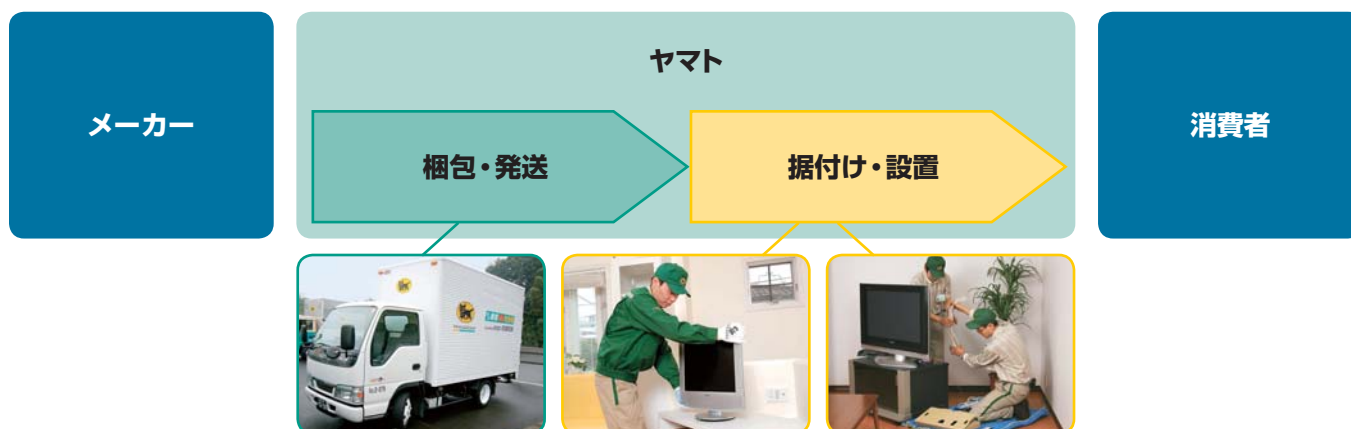 ヤマト
メーカー
梱包・発送
据付け・設置
消費者